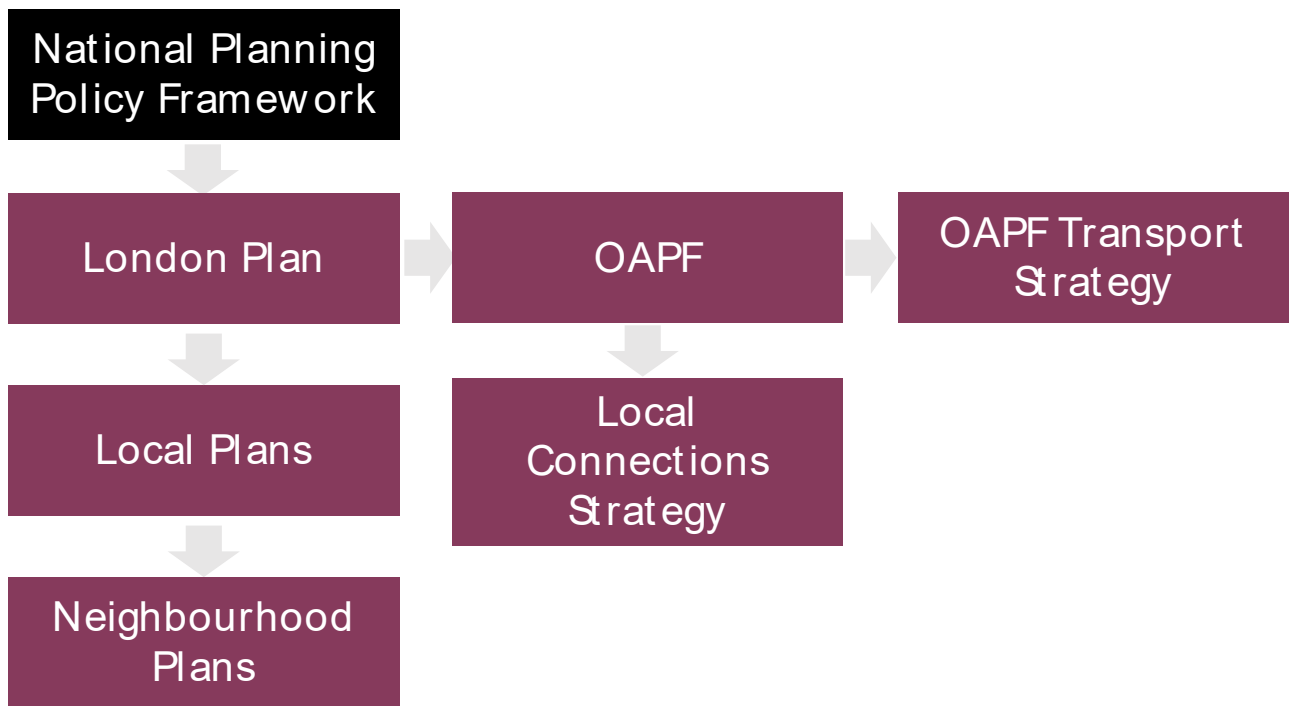 National Planning
Policy Framework
London Plan
OAPF
OAPF Transport
Strategy
Local Plans
Local
Connections
Strategy
Neighbourhood
Plans